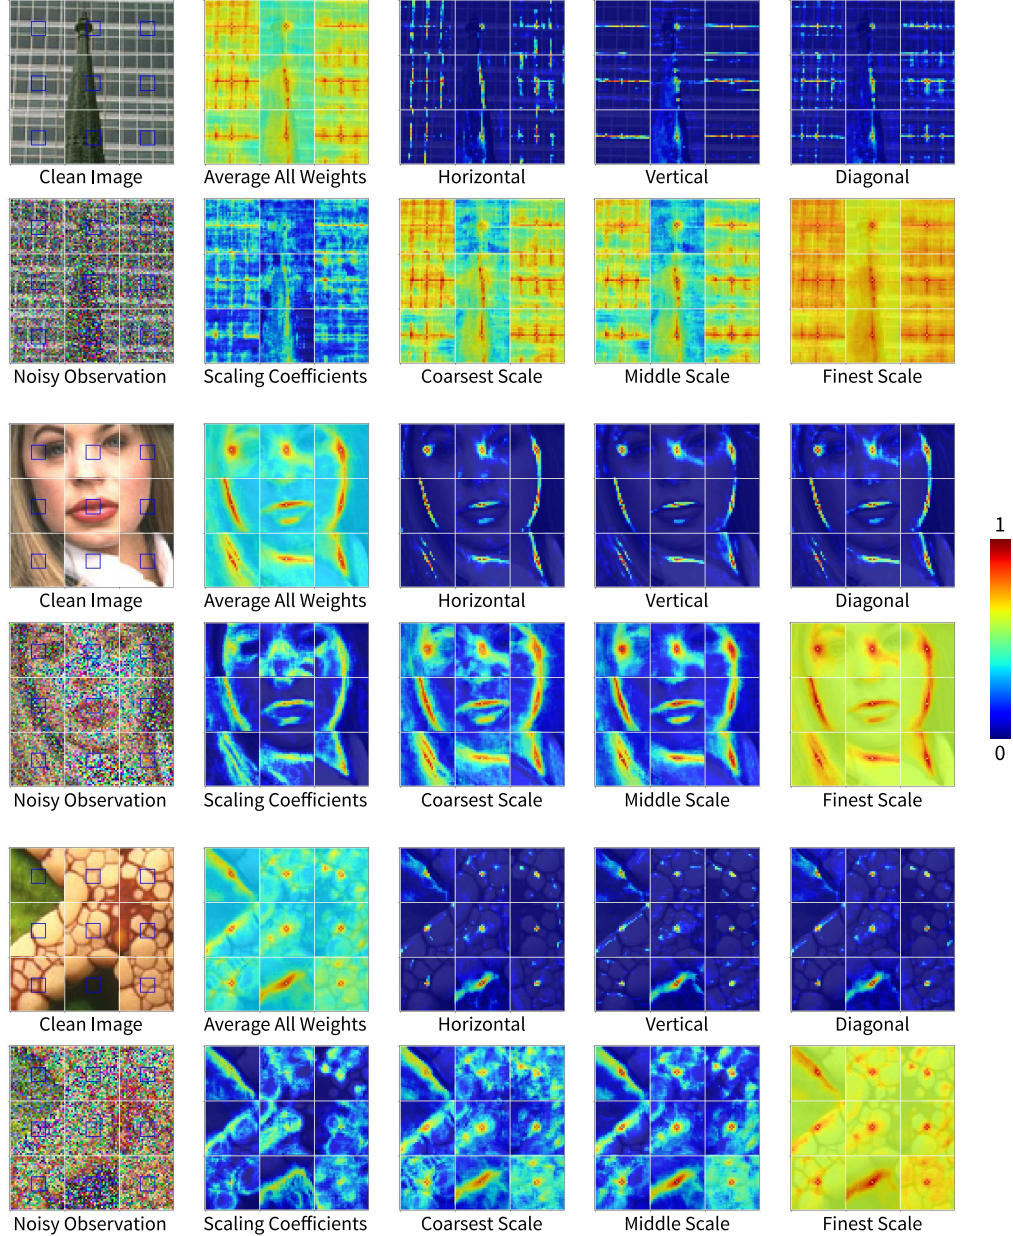 Clean Image Average All Weights Horizontal Vertical Diagonal
Noisy Observation Scaling Coefficients Coarsest Scale Middle Scale Finest Scale
Clean Image Average All Weights Horizontal Vertical Diagonal
1
0
Noisy Observation Scaling Coefficients Coarsest Scale Middle Scale Finest Scale
Clean Image Average All Weights Horizontal Vertical Diagonal
Noisy Observation Scaling Coefficients Coarsest Scale Middle Scale Finest Scale